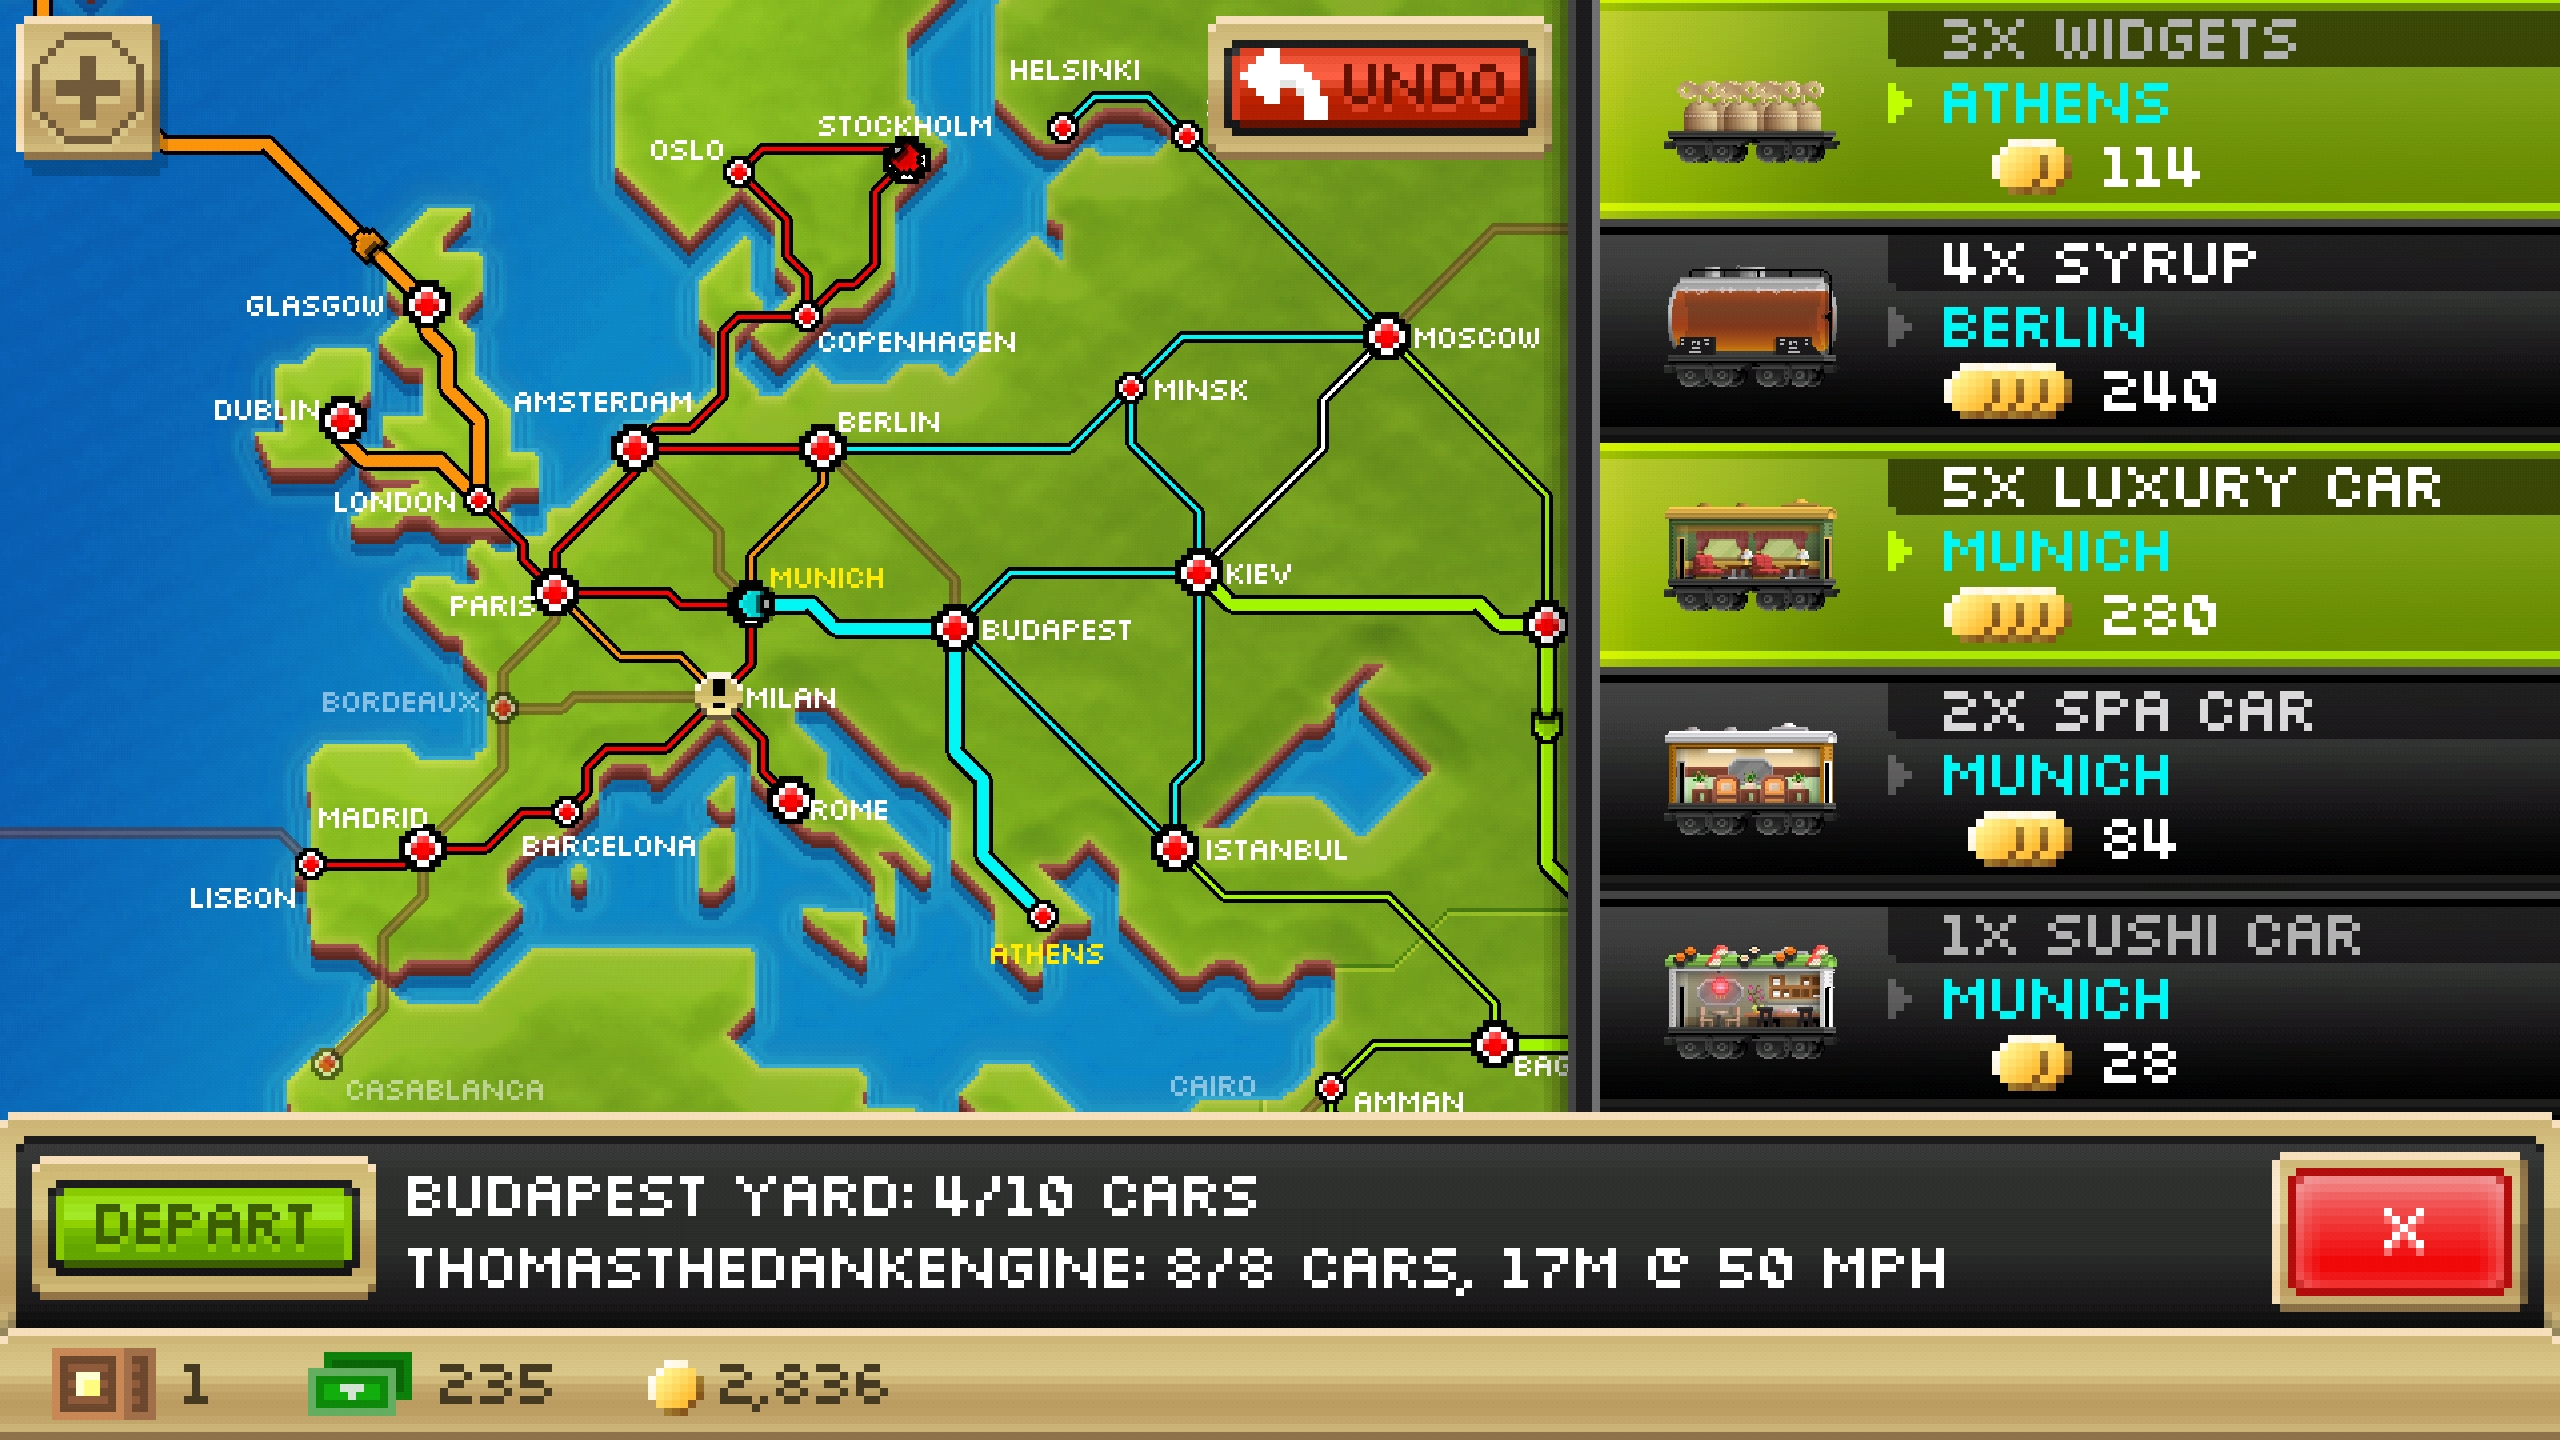 HELSINKI
UNDO
STOCKHOLM
OSLO
GLASGOW
COPENHAGEN
MOSCOW
DUBLIN
AMSTERDAM
BERLIN
MINSK
LONDON
MUNICH
KIEV
PARIS
BUDAPEST
BORDEAUX
MILAN
MADRID
ROME
BARCELONA
ISTANBUL
LISBON
ATHENS
CASABLANCA
CAIRO
BAG
AMMAN
3X WIDGETS
ATHENS
114
4X SYRUP
BERLIN
240
5X LUXURY CAR
MUNICH
280
2X SPA CAR
MUNICH
84
1X SUSHI CAR
MUNICH
28
DEPART
BUDAPEST YARD: 4/10 CARS
THOMASTHEDANKENGINE: 8/8 CARS, 17M @ 50 MPH
X
1
235
2,836